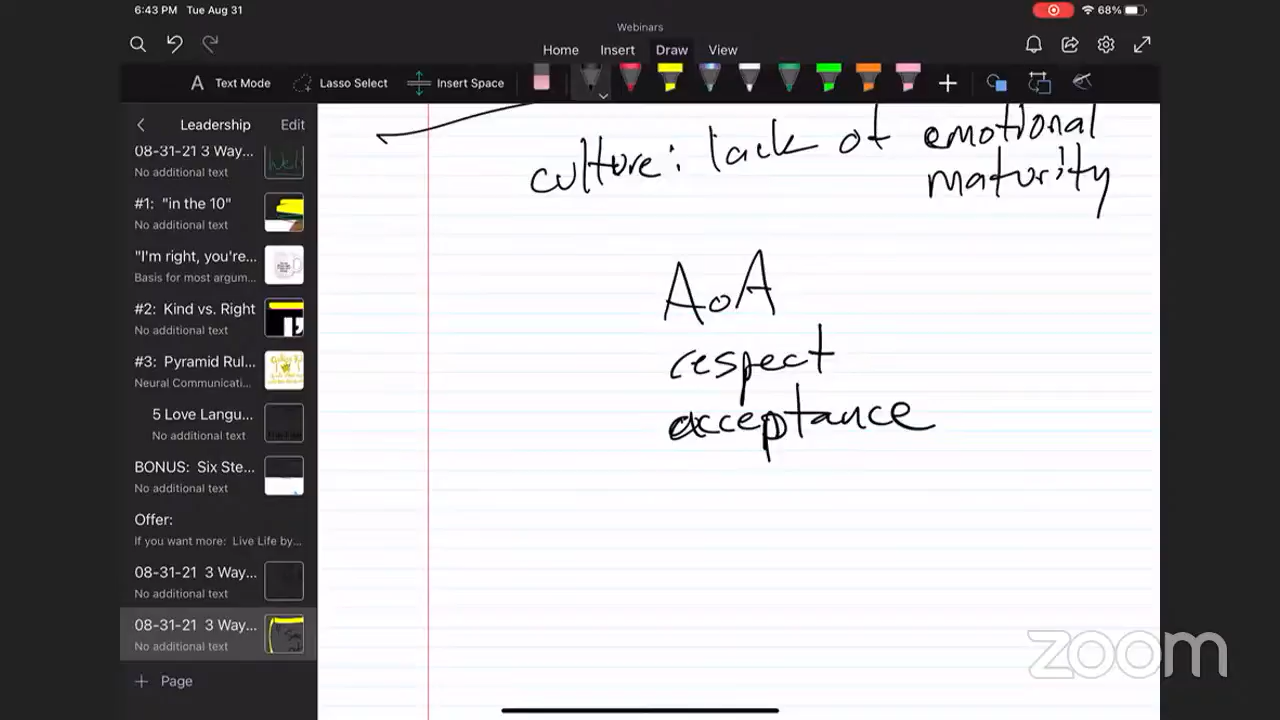 6:43 PM Tue Aug 31
68%
Webinars
Home Insert Draw View
A Text Mode Lasso Select Insert Space
Leadership Edit
08-31-21 3 Way...
No additional text
#1: "in the 10"
No additional text
"I'm right, you're...
Basis for most argum...
#2: Kind vs. Right
No additional text
#3: Pyramid Rul...
Neural Communicati...
5 Love Langu...
No additional text
BONUS: Six Ste...
No additional text
Offer:
If you want more: Live Life by...
08-31-21 3 Way...
No additional text
08-31-21 3 Way...
No additional text
+ Page
culture: lack of emotional
maturity
AoA
respect
acceptance
zoom